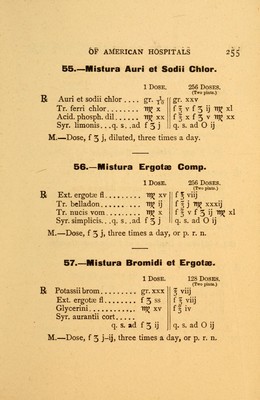 OF AMERICAN HOSPITALS 255
55.—Mistura Auri et Sodii Chlor.
1 Dose. 256 Doses.
(Two pints.)
℞ Auri et sodii chlor.... gr. 1/10 gr. xxv
Tr. ferri chlor........ ♏ x f ℥ v f ʒ ij ♏ xl
Acid. phosph. dil...... ♏ xx f ℥ x f ʒ v ♏ xx
Syr. limonis...q. s..ad f ʒ j q. s. ad O ij
M.—Dose, f ʒ j, diluted, three times a day.
56.—Mistura Ergotæ Comp.
1 Dose. 256 Doses.
(Two pints.)
℞ Ext. ergotæ fl......... ♏ xv f ℥ viij
Tr. belladon.......... ♏ ij f ℥ j ♏ xxxij
Tr. nucis vom......... ♏ x f ℥ v f ʒ ij ♏ xl
Syr. simplicis...q. s..ad f ʒ j q. s. ad O ij
M.—Dose, f ʒ j, three times a day, or p. r. n.
57.—Mistura Bromidi et Ergotæ.
1 Dose. 128 Doses.
(Two pints.)
℞ Potassii brom......... gr. xxx ℥ viij
Ext. ergotæ fl......... f ʒ ss f ℥ viij
Glycerini............. ♏ xv f ℥ iv
Syr. aurantii cort.....
q. s. ad f ʒ ij q. s. ad O ij
M.—Dose, f ʒ j–ij, three times a day, or p. r. n.